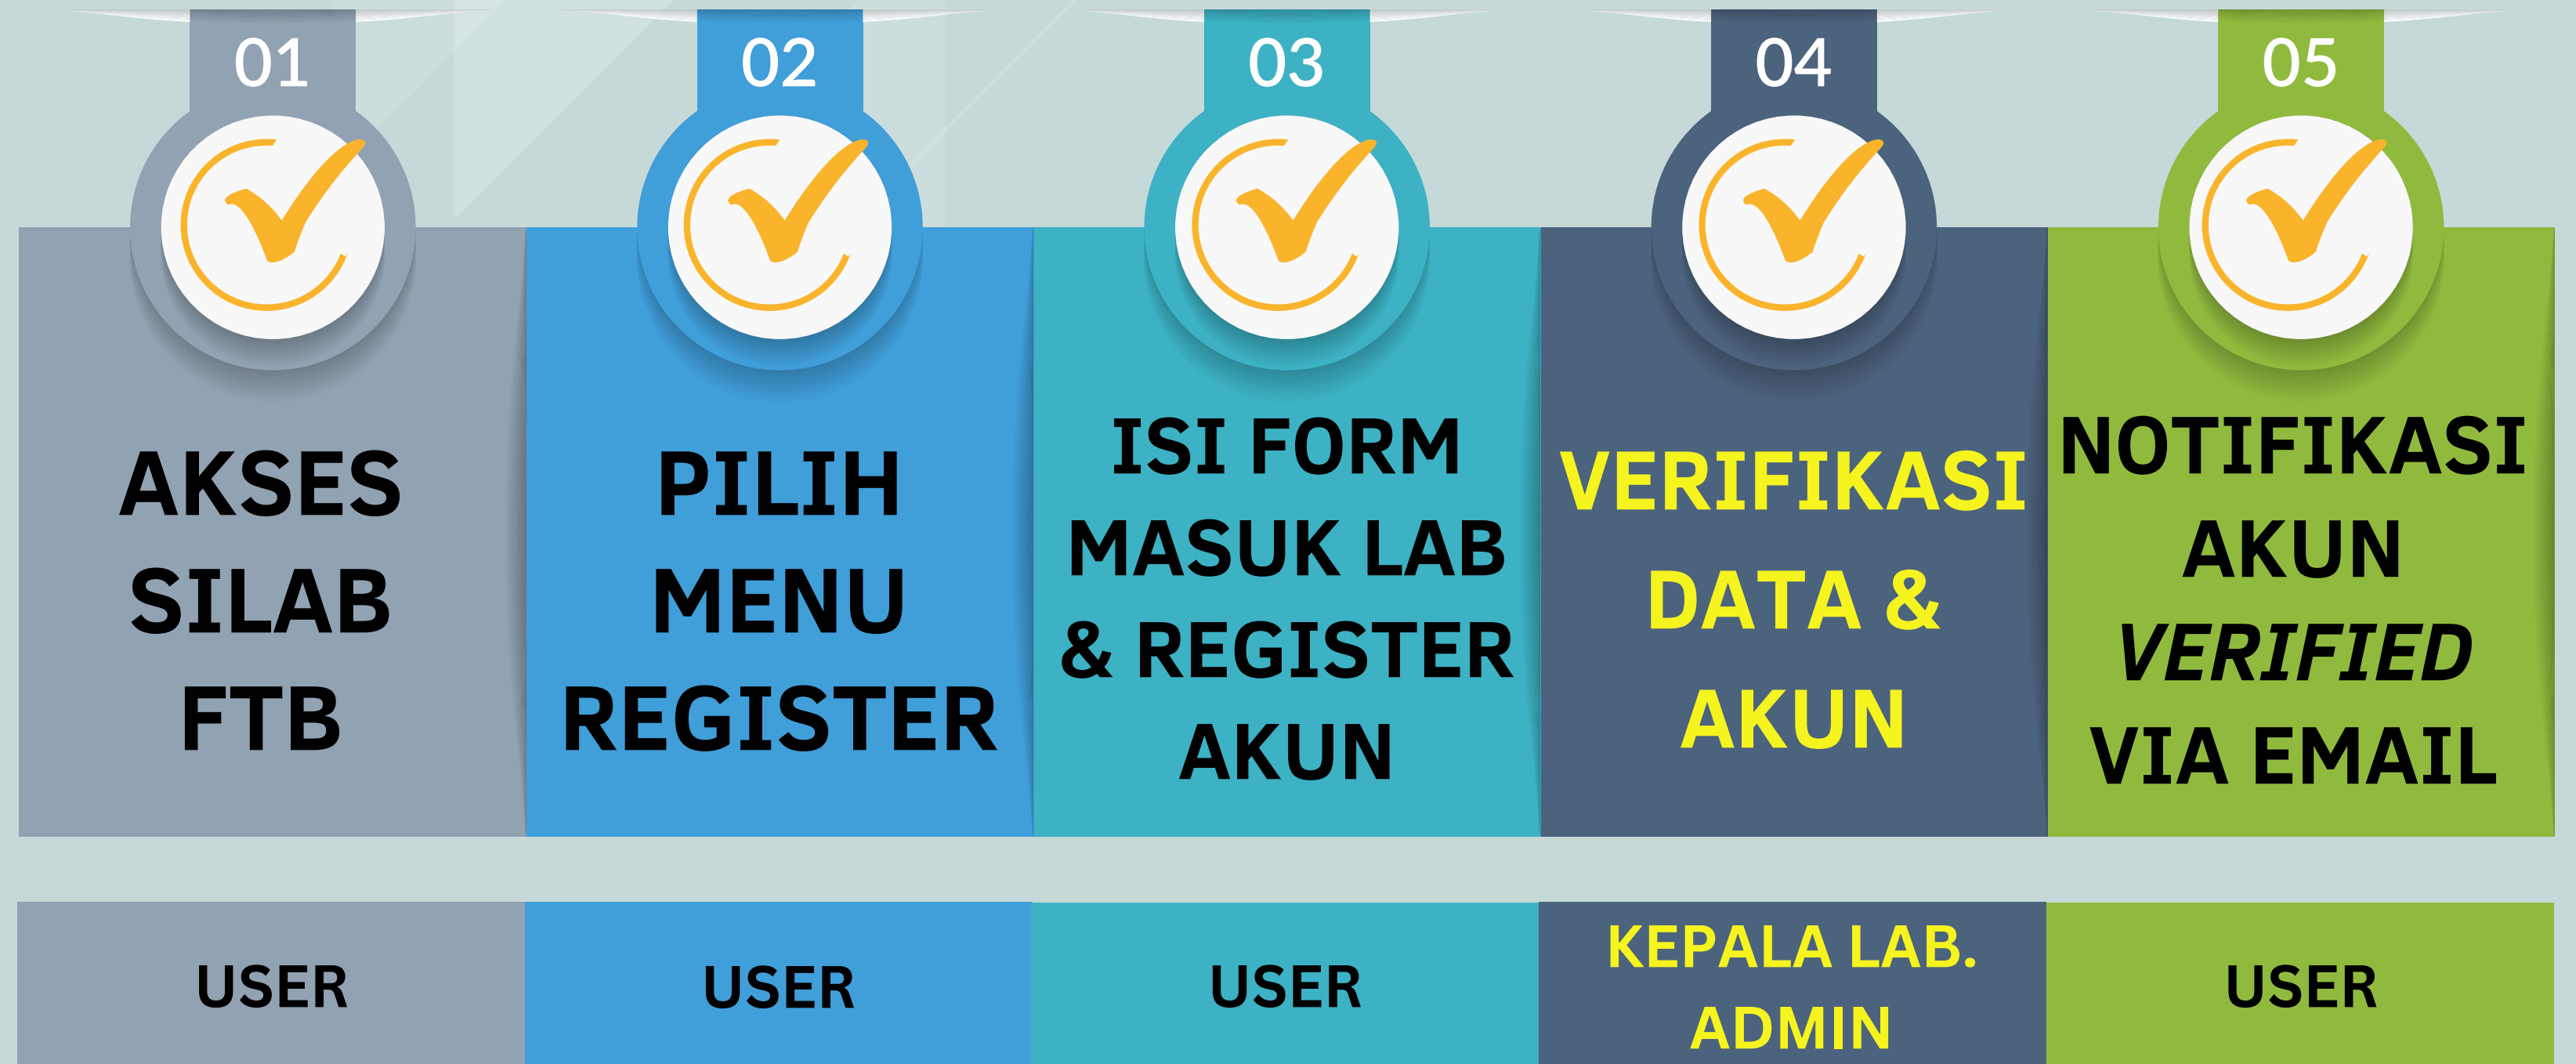 01
AKSES
SILAB
FTB
USER
02
PILIH
MENU
REGISTER
USER
03
ISI FORM
MASUK LAB
& REGISTER
AKUN
USER
04
VERIFIKASI
DATA &
AKUN
KEPALA LAB.
ADMIN
05
NOTIFIKASI
AKUN
VERIFIED
VIA EMAIL
USER